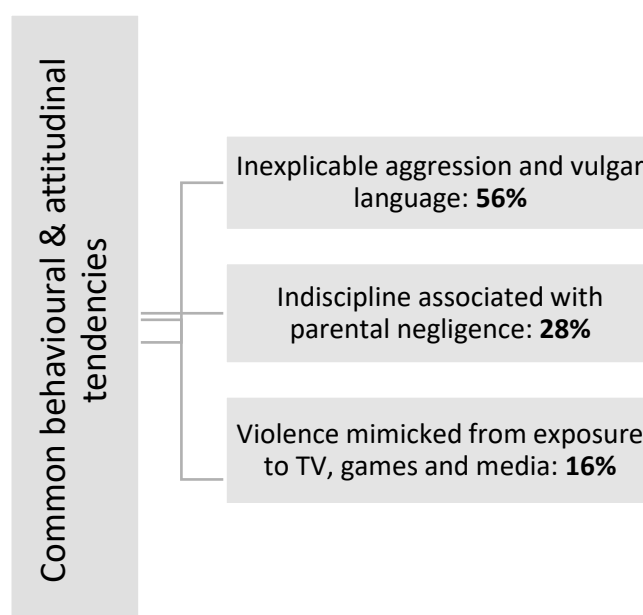 Common behavioural & attitudinal
tendencies
Inexplicable aggression and vulgar
language: 56%
Indiscipline associated with
parental negligence: 28%
Violence mimicked from exposure
to TV, games and media: 16%